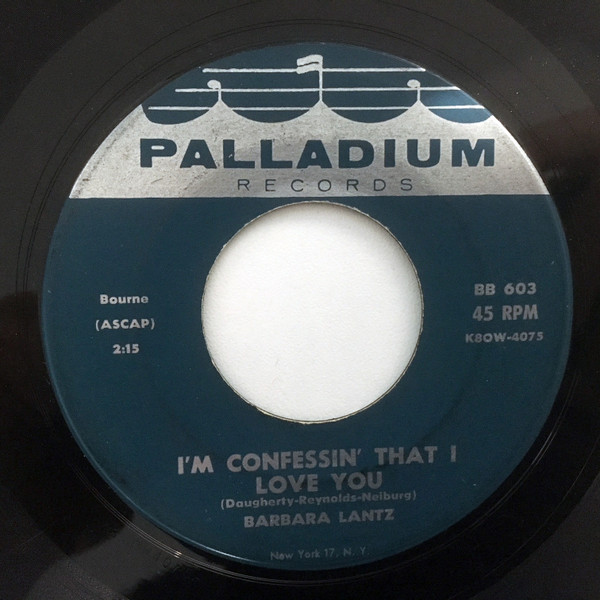 PALLADIUM
RECORDS
Bourne
(ASCAP)
2:15
BB 603
45 RPM
K8OW-4075
I'M CONFESSIN' THAT I
LOVE YOU
(Daugherty-Reynolds-Neiburg)
BARBARA LANTZ
New York 17, N. Y